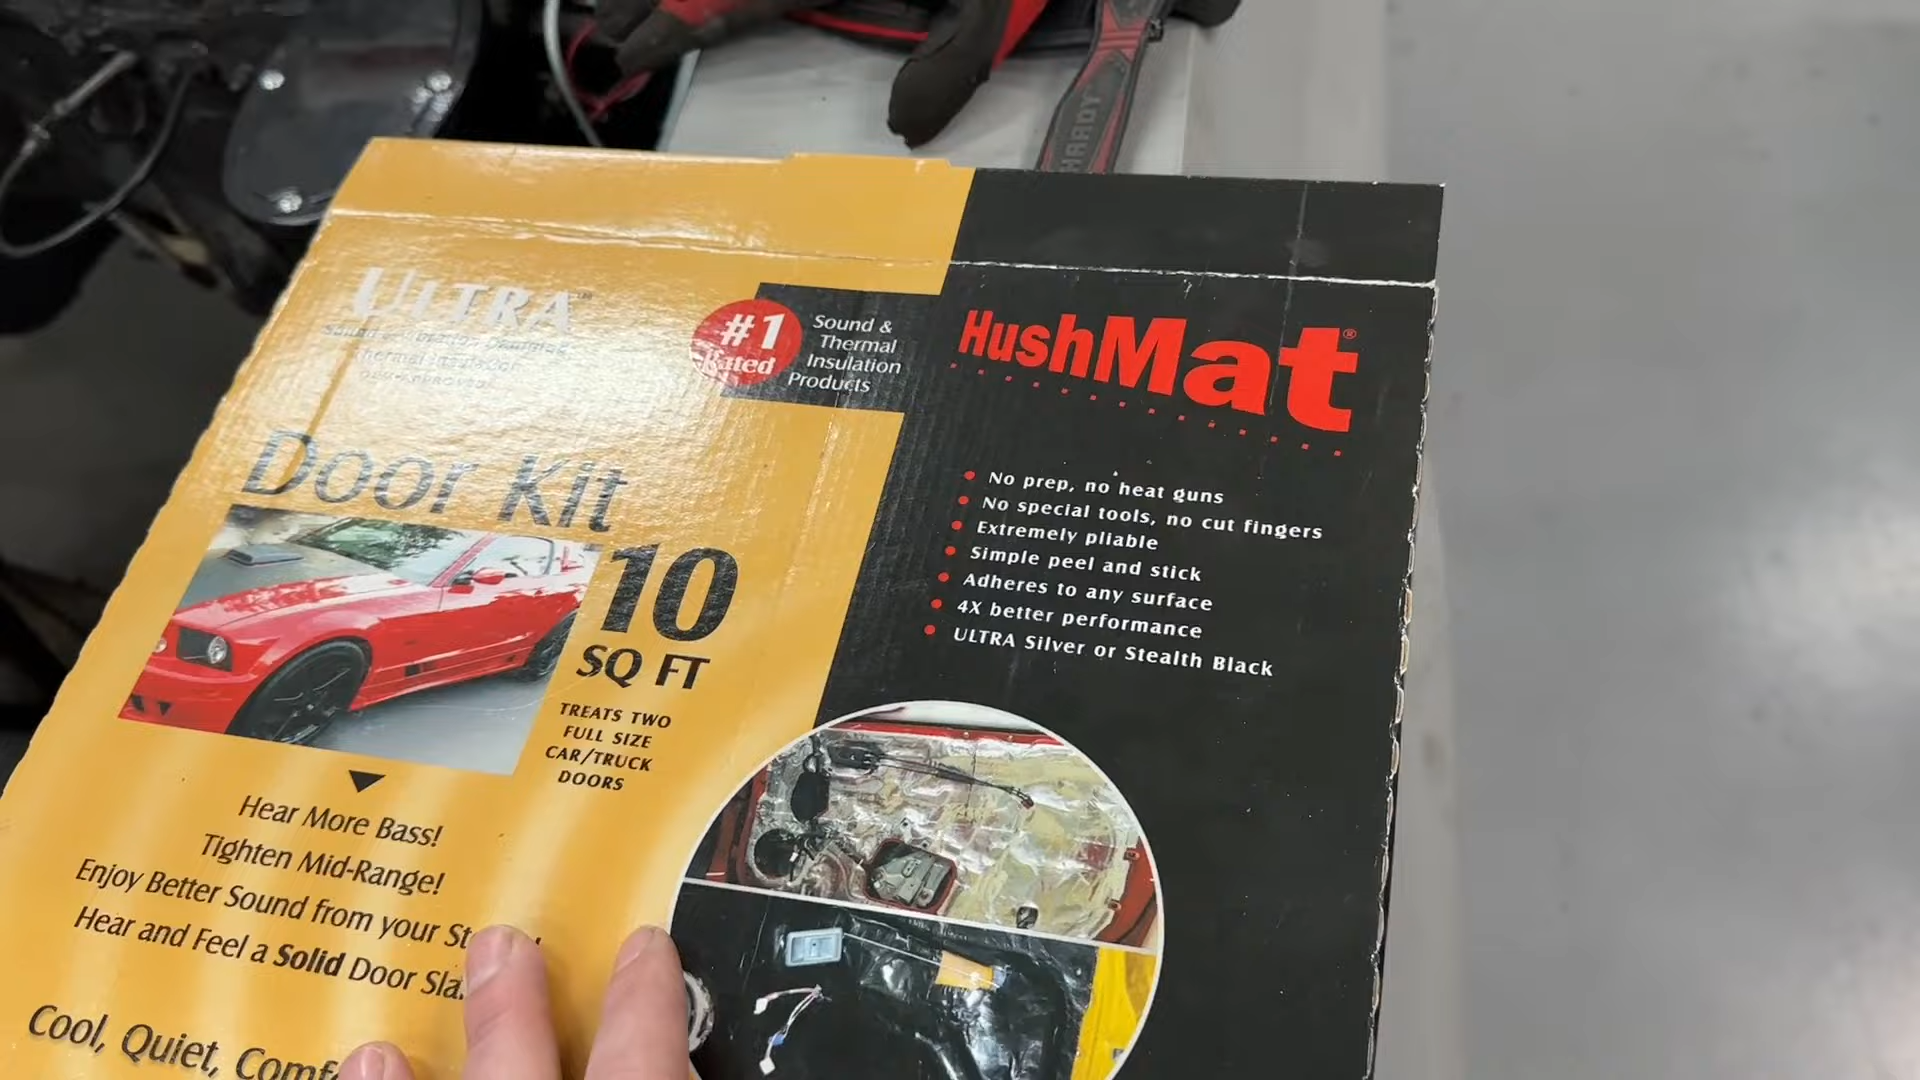 HARDY
ULTRA
#1
Rated
Sound &
Thermal
Insulation
Products
HushMat®
Door Kit
10
SQ FT
TREATS TWO
FULL SIZE
CAR/TRUCK
DOORS
No prep, no heat guns
No special tools, no cut fingers
Extremely pliable
Simple peel and stick
Adheres to any surface
4X better performance
ULTRA Silver or Stealth Black
Hear More Bass!
Tighten Mid-Range!
Enjoy Better Sound from your
Hear and Feel a Solid Door
Cool, Quiet,